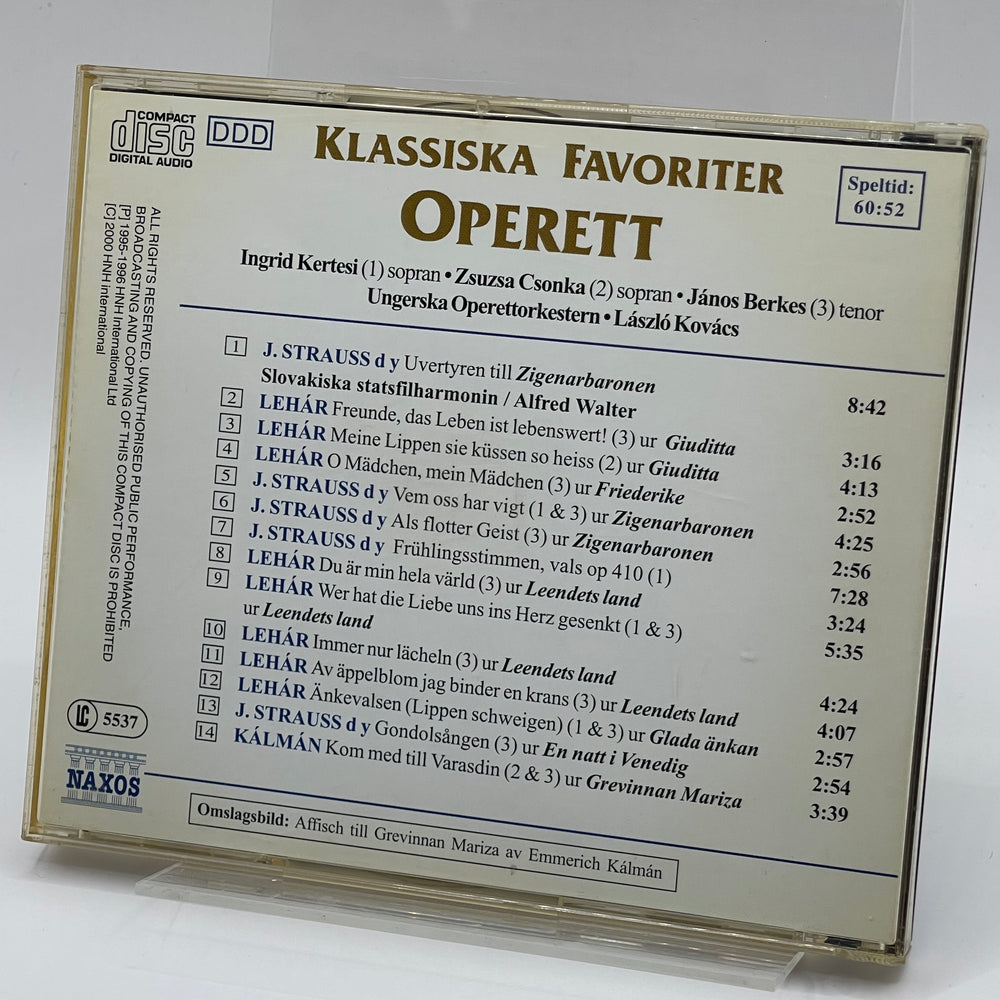 COMPACT
disc
DIGITAL AUDIO
DDD
KLASSISKA FAVORITER
OPERETT
Speltid:
60:52
Ingrid Kertesi (1) sopran • Zsuzsa Csonka (2) sopran • János Berkes (3) tenor
Ungerska Operettorkestern • László Kovács
1 J. STRAUSS d y Uvertyren till Zigenarbaronen
Slovakiska statsfilharmonin / Alfred Walter 8:42
2 LEHÁR Freunde, das Leben ist lebenswert! (3) ur Giuditta 3:16
3 LEHÁR Meine Lippen sie küssen so heiss (2) ur Giuditta 4:13
4 LEHÁR O Mädchen, mein Mädchen (3) ur Friederike 2:52
5 J. STRAUSS d y Vem oss har vigt (1 & 3) ur Zigenarbaronen 4:25
6 J. STRAUSS d y Als flotter Geist (3) ur Zigenarbaronen 2:56
7 J. STRAUSS d y Frühlingsstimmen, vals op 410 (1) 7:28
8 LEHÁR Du är min hela värld (3) ur Leendets land 3:24
9 LEHÁR Wer hat die Liebe uns ins Herz gesenkt (1 & 3) 5:35
ur Leendets land
10 LEHÁR Immer nur lächeln (3) ur Leendets land 4:24
11 LEHÁR Av äppelblom jag binder en krans (3) ur Leendets land 4:07
12 LEHÁR Änkevalsen (Lippen schweigen) (1 & 3) ur Glada änkan 2:57
13 J. STRAUSS d y Gondolsången (3) ur En natt i Venedig 2:54
14 KÁLMÁN Kom med till Varasdin (2 & 3) ur Grevinnan Mariza 3:39
Omslagsbild: Affisch till Grevinnan Mariza av Emmerich Kálmán
ALL RIGHTS RESERVED. UNAUTHORISED PUBLIC PERFORMANCE,
BROADCASTING AND COPYING OF THIS COMPACT DISC IS PROHIBITED
[P] 1995-1996 HNH International Ltd
[C] 2000 HNH international
LC 5537
NAXOS